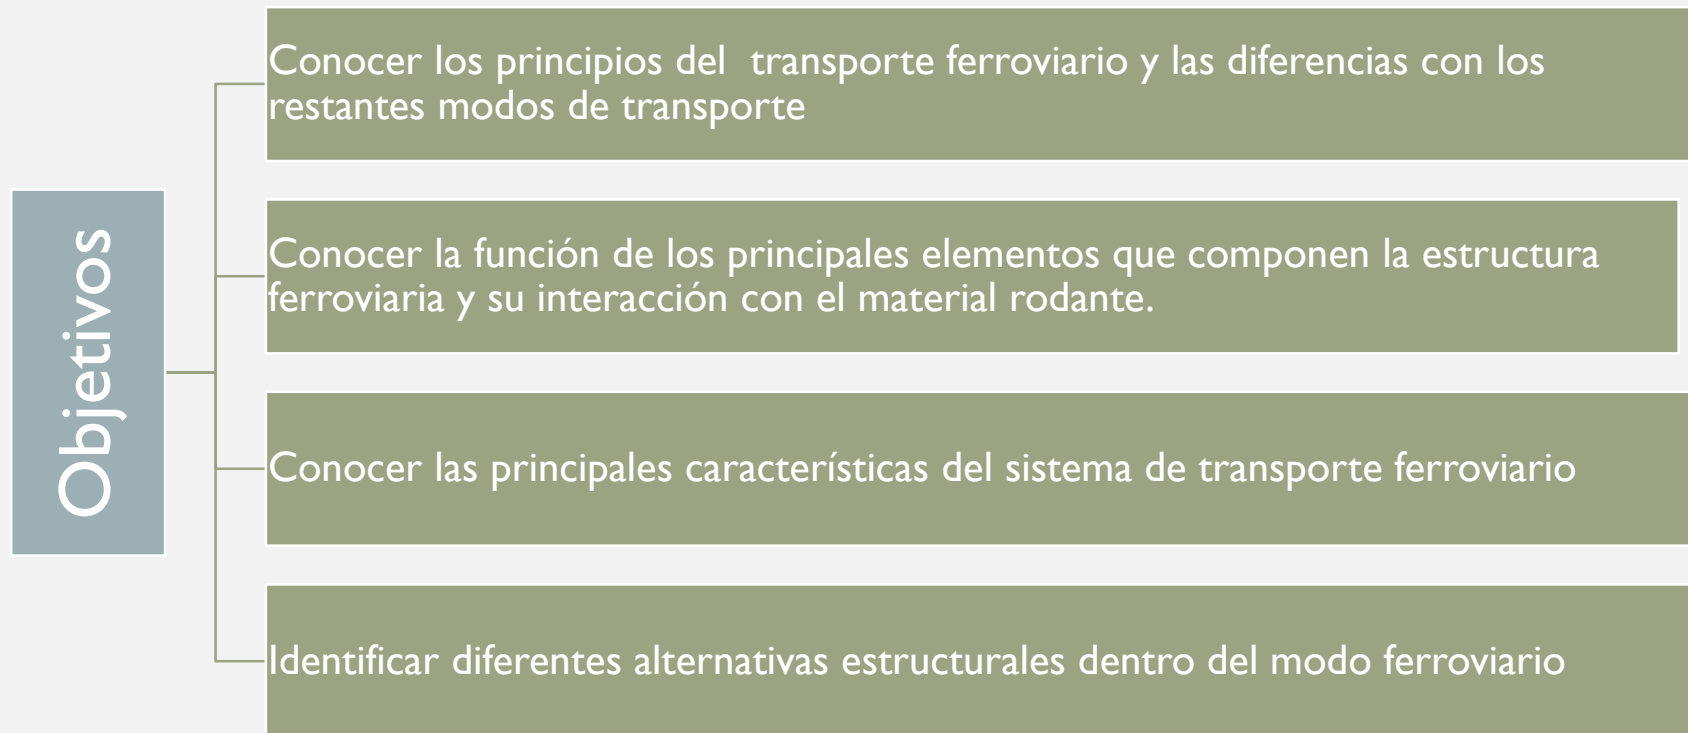 Objetivos
Conocer los principios del  transporte ferroviario y las diferencias con los
restantes modos de transporte
Conocer la función de los principales elementos que componen la estructura
ferroviaria y su interacción con el material rodante.
Conocer las principales características del sistema de transporte ferroviario
Identificar diferentes alternativas estructurales dentro del modo ferroviario